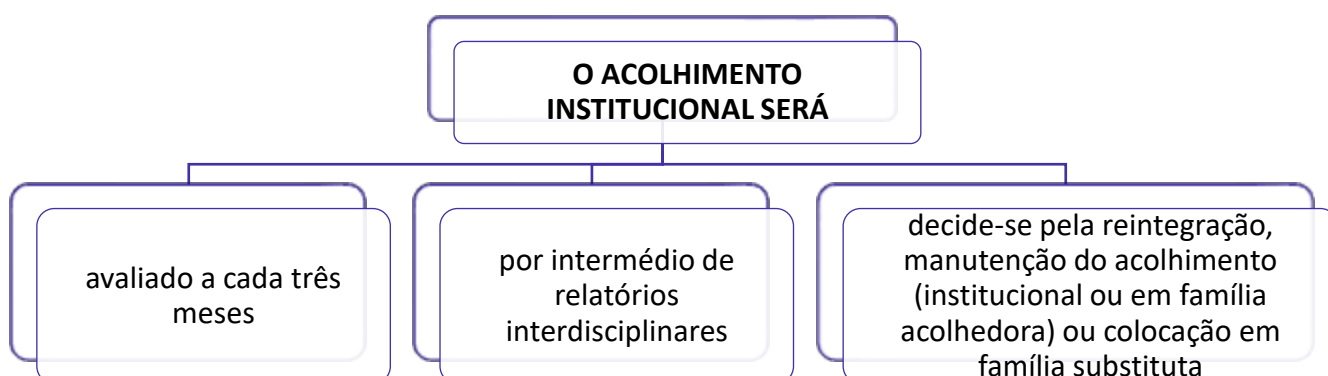 O ACOLHIMENTO
INSTITUCIONAL SERÁ
avaliado a cada três
meses
por intermédio de
relatórios
interdisciplinares
decide-se pela reintegração,
manutenção do acolhimento
(institucional ou em família
acolhedora) ou colocação em
família substituta